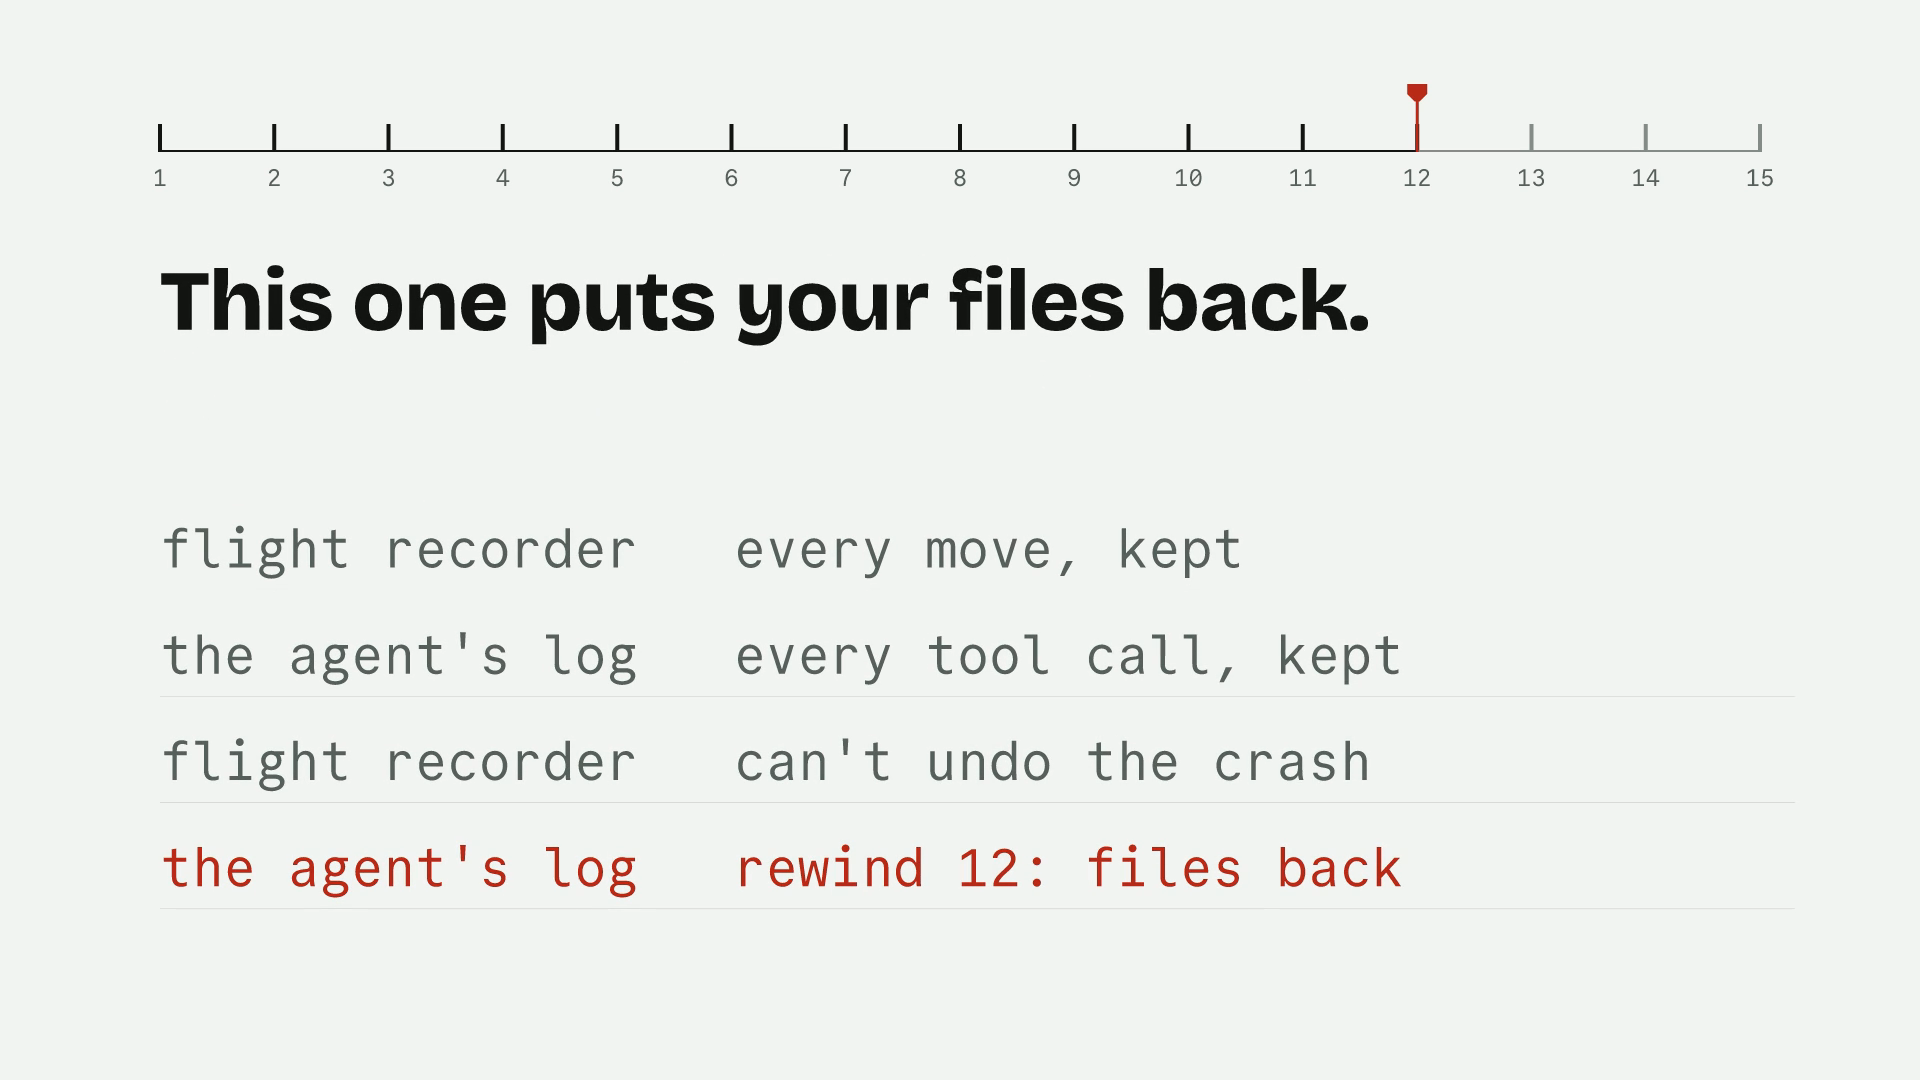 1 2 3 4 5 6 7 8 9 10 11 12 13 14 15
This one puts your files back.
flight recorder every move, kept
the agent's log every tool call, kept
flight recorder can't undo the crash
the agent's log rewind 12: files back